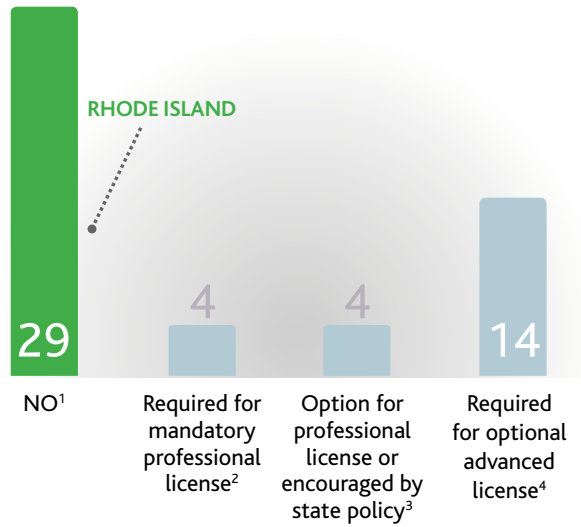 RHODE ISLAND
29
4
4
14
NO¹
Required for
mandatory
professional
license²
Option for
professional
license or
encouraged by
state policy³
Required
for optional
advanced
license⁴